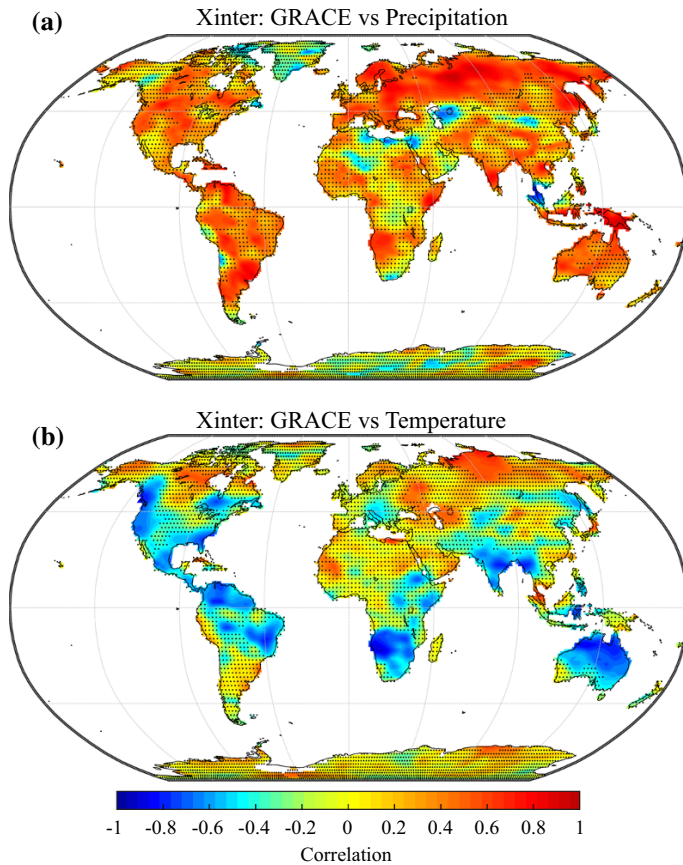 Xinter: GRACE vs Precipitation
(a)
Xinter: GRACE vs Temperature
(b)
-1 -0.8 -0.6 -0.4 -0.2 0 0.2 0.4 0.6 0.8 1
Correlation